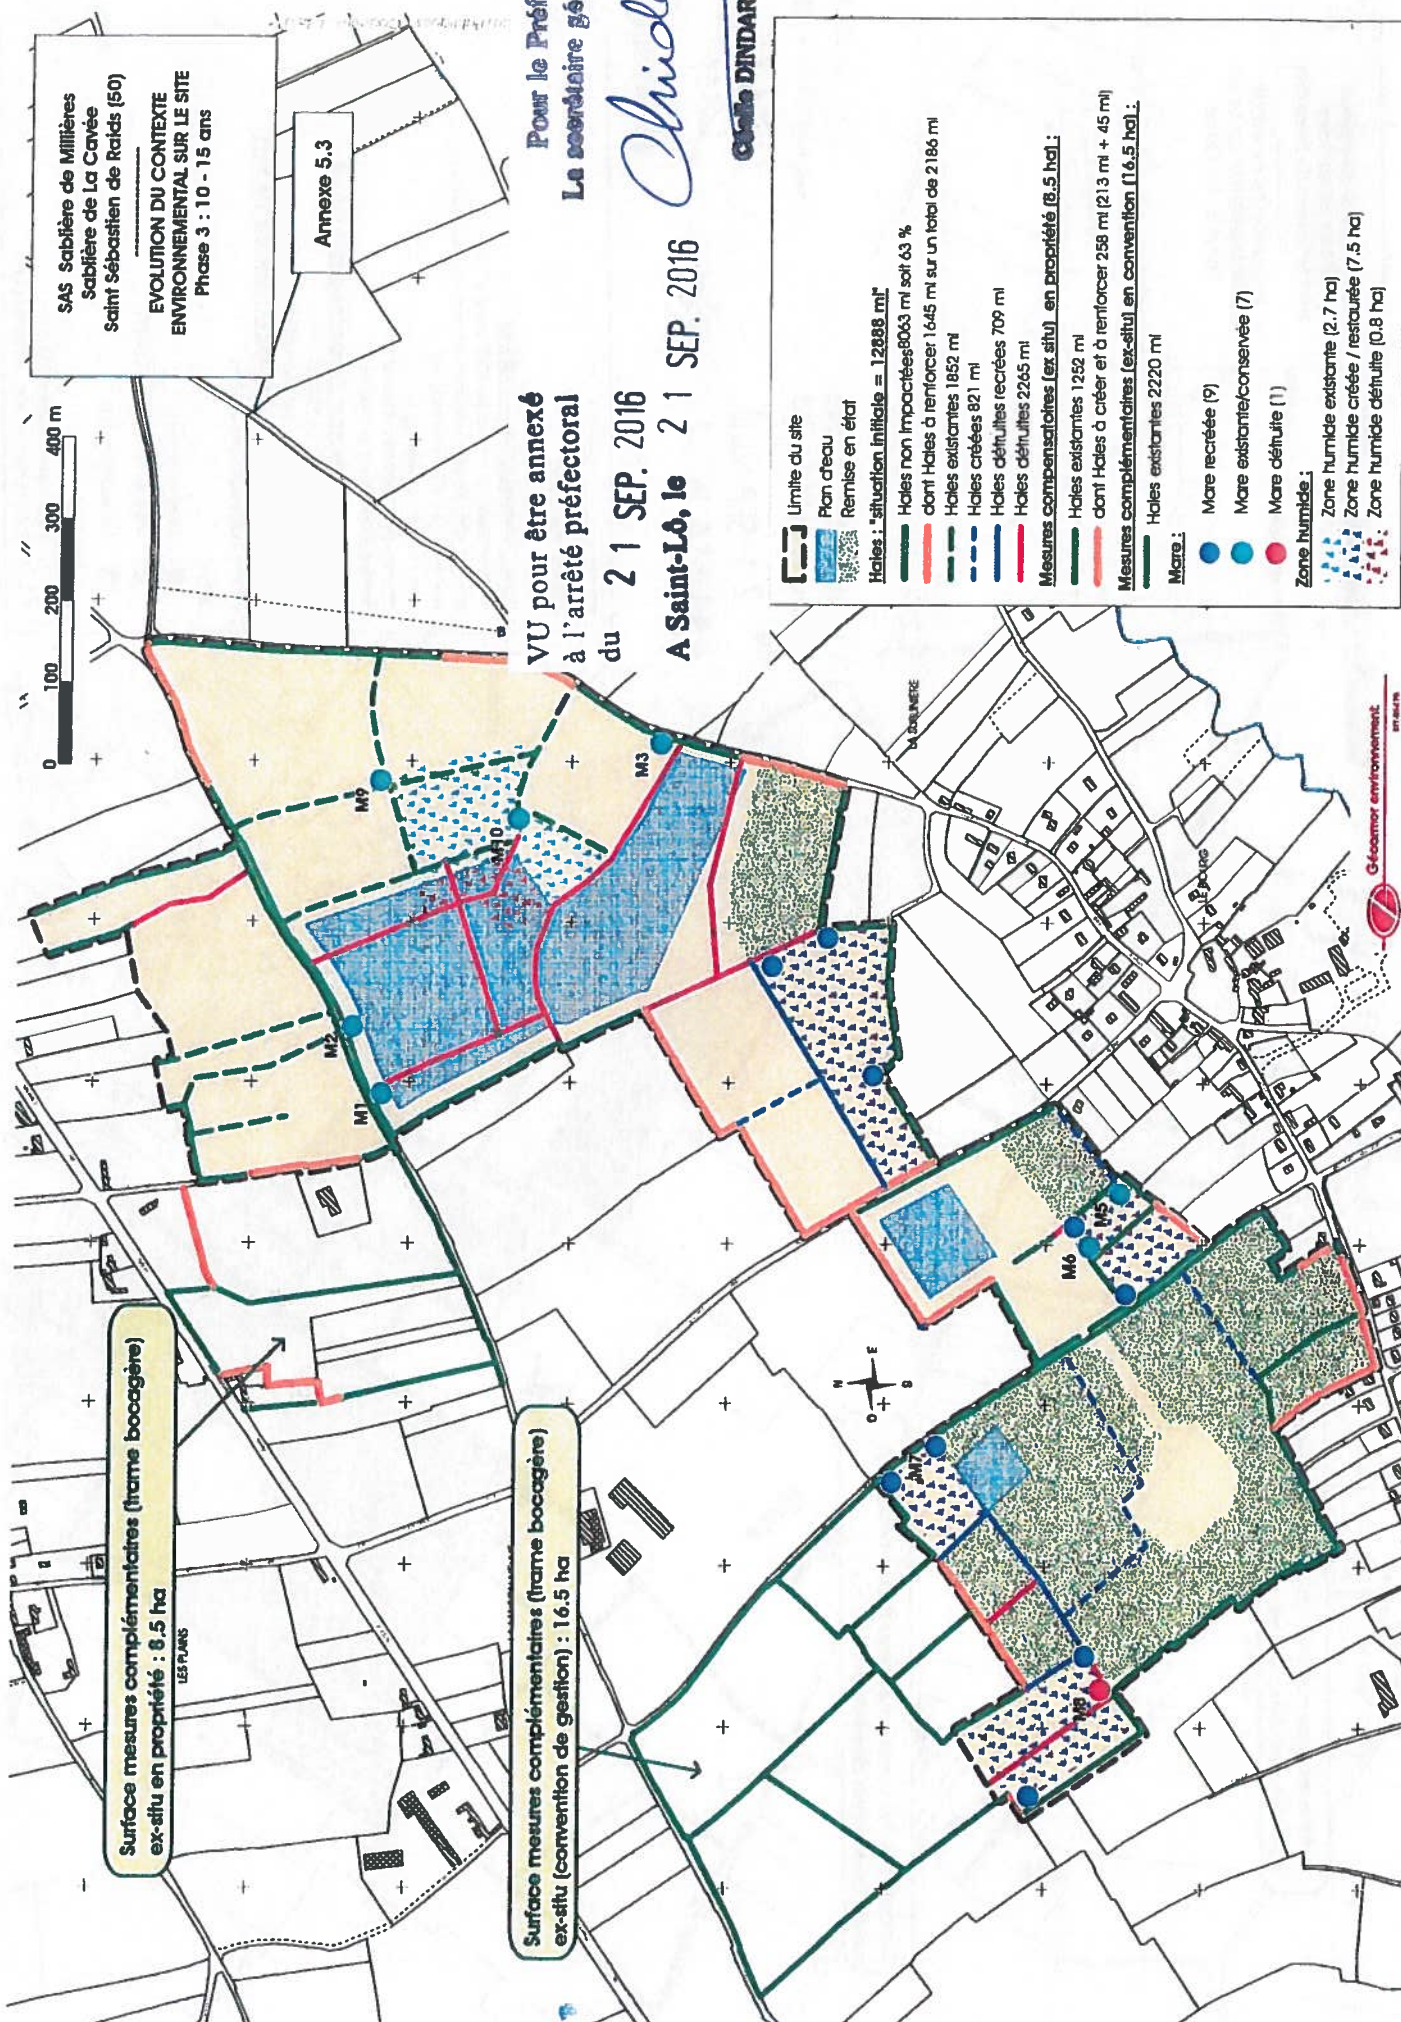 SAS Sablière de Millières
Sablière de La Cavée
Saint Sébastien de Raids (50)
EVOLUTION DU CONTEXTE
ENVIRONNEMENTAL SUR LE SITE
Phase 3 : 10 - 15 ans
Annexe 5.3
0 100 200 300 400 m
Pour le Préf
La secrétaire gé
VU pour être annexé
à l'arrêté préfectoral
du 21 SEP. 2016
A Saint-Lô, le 21 SEP. 2016
DINDAR
Limite du site
Plan d'eau
Remise en état
Haies : "situation initiale = 12888 ml"
Haies non impactées8063 ml soit 63 %
dont Haies à renforcer 1645 ml sur un total de 2186 ml
Haies existantes 1852 ml
Haies créées 821 ml
Haies détruites recréées 709 ml
Haies détruites 2265 ml
Mesures compensatoires (ex situ) en propriété (8.5 ha) :
Haies existantes 1252 ml
dont Haies à créer et à renforcer 258 ml (213 ml + 45 ml)
Mesures complémentaires (ex-situ) en convention (16.5 ha) :
Haies existantes 2220 ml
Mare :
Mare recréée (9)
Mare existante/conservée (7)
Mare détruite (1)
Zone humide :
Zone humide existante (2.7 ha)
Zone humide créée / restaurée (7.5 ha)
Zone humide détruite (0.8 ha)
Surface mesures complémentaires (trame bocagère)
ex-situ en propriété : 8,5 ha
LES PLAINS
Surface mesures complémentaires (trame bocagère)
ex-situ (convention de gestion) : 16.5 ha
M9
M10
M3
M2
M1
M5
M6
M7
M8
N
O E
S
LE BOURG
Géoarmor environnement